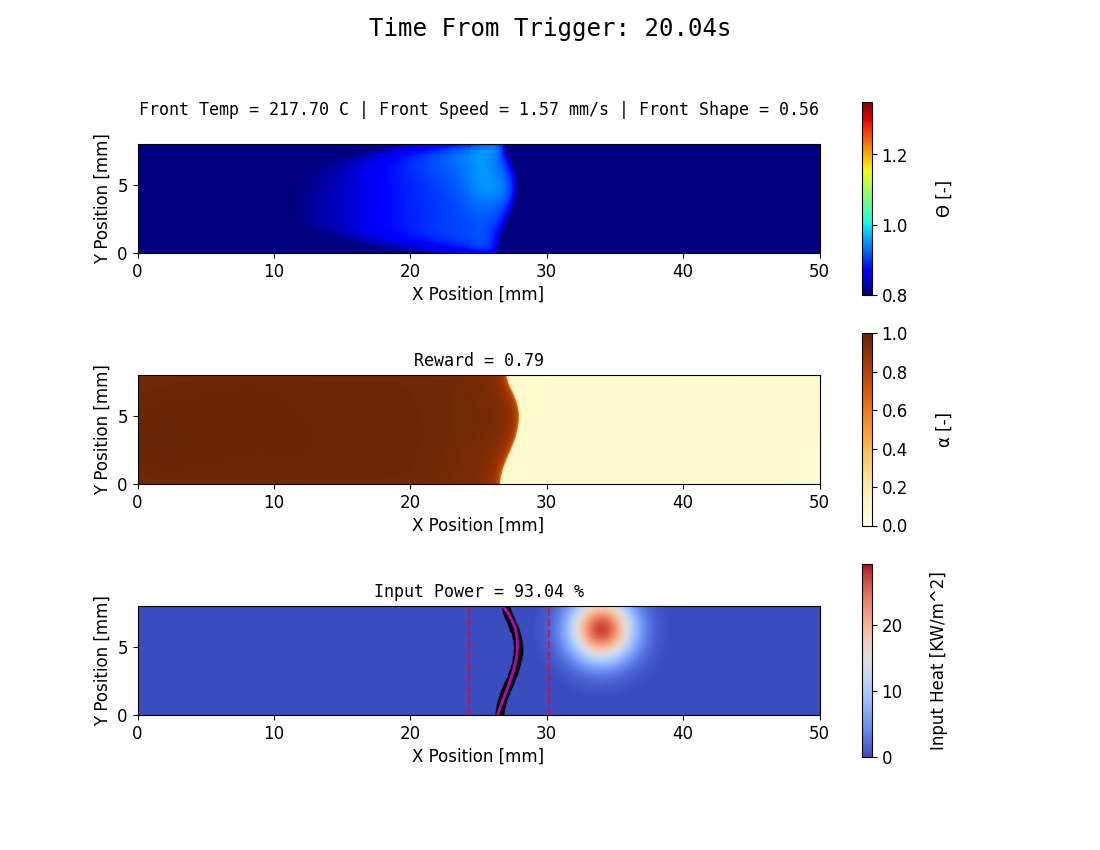 Time From Trigger: 20.04s
Front Temp = 217.70 C | Front Speed = 1.57 mm/s | Front Shape = 0.56
Y Position [mm]
5
0
0 10 20 30 40 50
X Position [mm]
1.2
1.0
0.8
Θ [-]
Reward = 0.79
Y Position [mm]
5
0
0 10 20 30 40 50
X Position [mm]
1.0
0.8
0.6
0.4
0.2
0.0
α [-]
Input Power = 93.04 %
Y Position [mm]
5
0
0 10 20 30 40 50
X Position [mm]
20
10
0
Input Heat [KW/m^2]